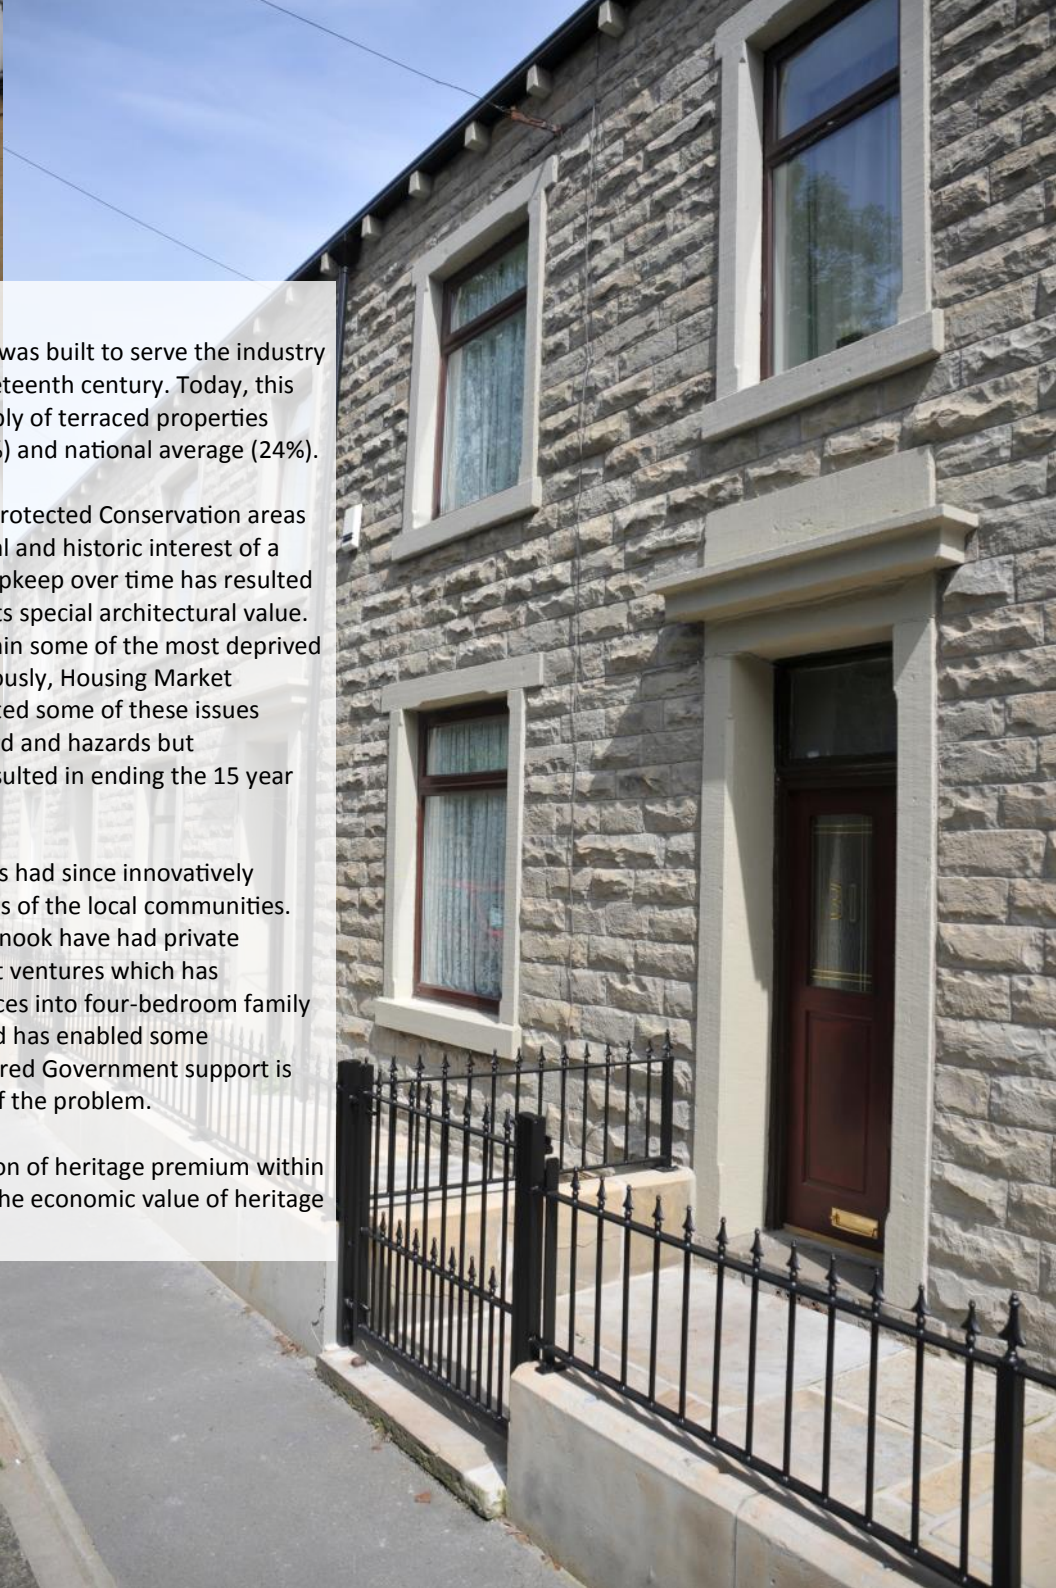 was built to serve the industry
teenth century. Today, this
ply of terraced properties
) and national average (24%).
rotected Conservation areas
l and historic interest of a
pkeep over time has resulted
ts special architectural value.
in some of the most deprived
ously, Housing Market
ted some of these issues
d and hazards but
sulted in ending the 15 year
s had since innovatively
s of the local communities.
nook have had private
t ventures which has
ces into four-bedroom family
d has enabled some
red Government support is
f the problem.
on of heritage premium within
he economic value of heritage